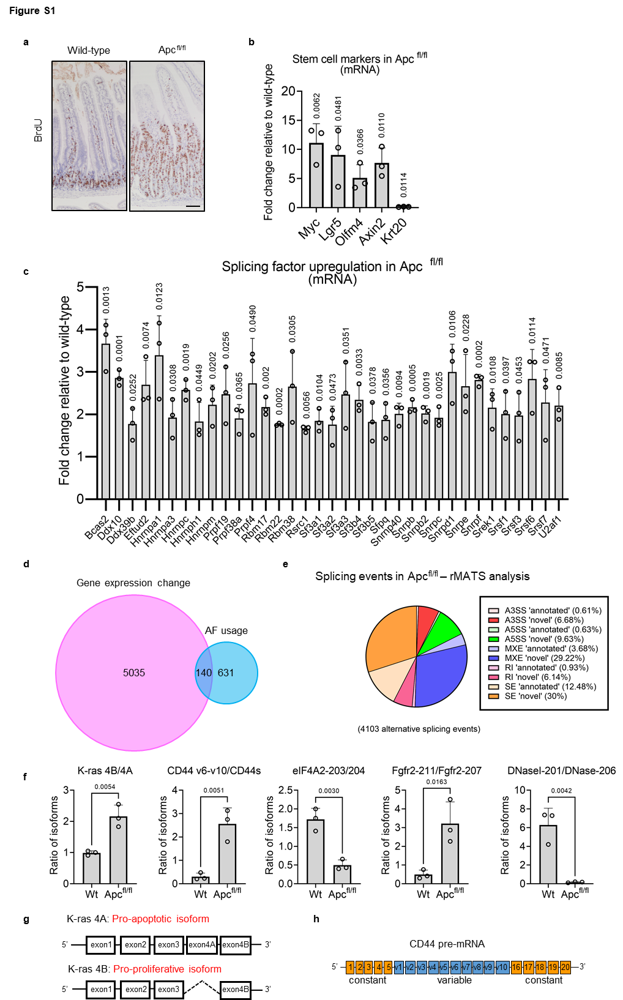 Figure S1
a
Wild-type
Apc fl/fl
BrdU
b
Stem cell markers in Apc fl/fl
(mRNA)
Fold change relative to wild-type
20
15
10
5
0
0.0062
0.0481
0.0366
0.0110
0.0114
Myc
Lgr5
Olfm4
Axin2
Krt20
c
Splicing factor upregulation in Apc fl/fl
(mRNA)
Fold change relative to wild-type
5
4
3
2
1
0
0.0013
0.0001
0.0252
0.0074
0.0123
0.0308
0.0019
0.0449
0.0202
0.0256
0.0365
0.0490
0.002
0.0002
0.0305
0.0056
0.0104
0.0473
0.0351
0.0033
0.0378
0.0356
0.0094
0.0005
0.0019
0.0025
0.0106
0.0228
0.0002
0.0108
0.0397
0.0453
0.0114
0.0471
0.0085
Bcas2
Ddx10
Ddx39b
Eftud2
Hnrnpa1
Hnrnpa3
Hnrnpc
Hnrnph1
Hnrnpm
Prpf19
Prpf38a
Prpf4
Rbm17
Rbm22
Rbm38
Rsrc1
Sf3a1
Sf3a2
Sf3a3
Sf3b4
Sf3b5
Sfpq
Snrnp40
Snrpb
Snrpb2
Snrpc
Snrpd1
Snrpe
Snrpf
Srek1
Srsf1
Srsf3
Srsf6
Srsf7
U2af1
d
Gene expression change
AF usage
5035
140
631
e
Splicing events in Apcfl/fl – rMATS analysis
A3SS 'annotated' (0.61%)
A3SS 'novel' (6.68%)
A5SS 'annotated' (0.63%)
A5SS 'novel' (9.63%)
MXE 'annotated' (3.68%)
MXE 'novel' (29.22%)
RI 'annotated' (0.93%)
RI 'novel' (6.14%)
SE 'annotated' (12.48%)
SE 'novel' (30%)
(4103 alternative splicing events)
f
K-ras 4B/4A
Ratio of isoforms
3
2
1
0
0.0054
Wt Apcfl/fl
CD44 v6-v10/CD44s
Ratio of isoforms
4
3
2
1
0
0.0051
Wt Apcfl/fl
eIF4A2-203/204
Ratio of isoforms
2.5
2.0
1.5
1.0
0.5
0.0
0.0030
Wt Apcfl/fl
Fgfr2-211/Fgfr2-207
Ratio of isoforms
5
4
3
2
1
0
0.0163
Wt Apcfl/fl
DNaseI-201/DNase-206
Ratio of isoforms
10
8
6
4
2
0
0.0042
Wt Apcfl/fl
g
K-ras 4A: Pro-apoptotic isoform
5’ exon1 exon2 exon3 exon4A exon4B 3’
K-ras 4B: Pro-proliferative isoform
5’ exon1 exon2 exon3 exon4B 3’
h
CD44 pre-mRNA
5’ 1 2 3 4 5 v1 v2 v3 v4 v5 v6 v7 v8 v9 v10 16 17 18 19 20 3’
constant variable constant